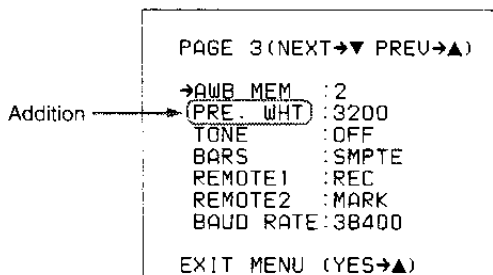 PAGE 3(NEXT→▼ PREV→▲)
→AWB MEM :2
Addition PRE. WHT :3200
TONE :OFF
BARS :SMPTE
REMOTE1 :REC
REMOTE2 :MARK
BAUD RATE:38400
EXIT MENU (YES→▲)